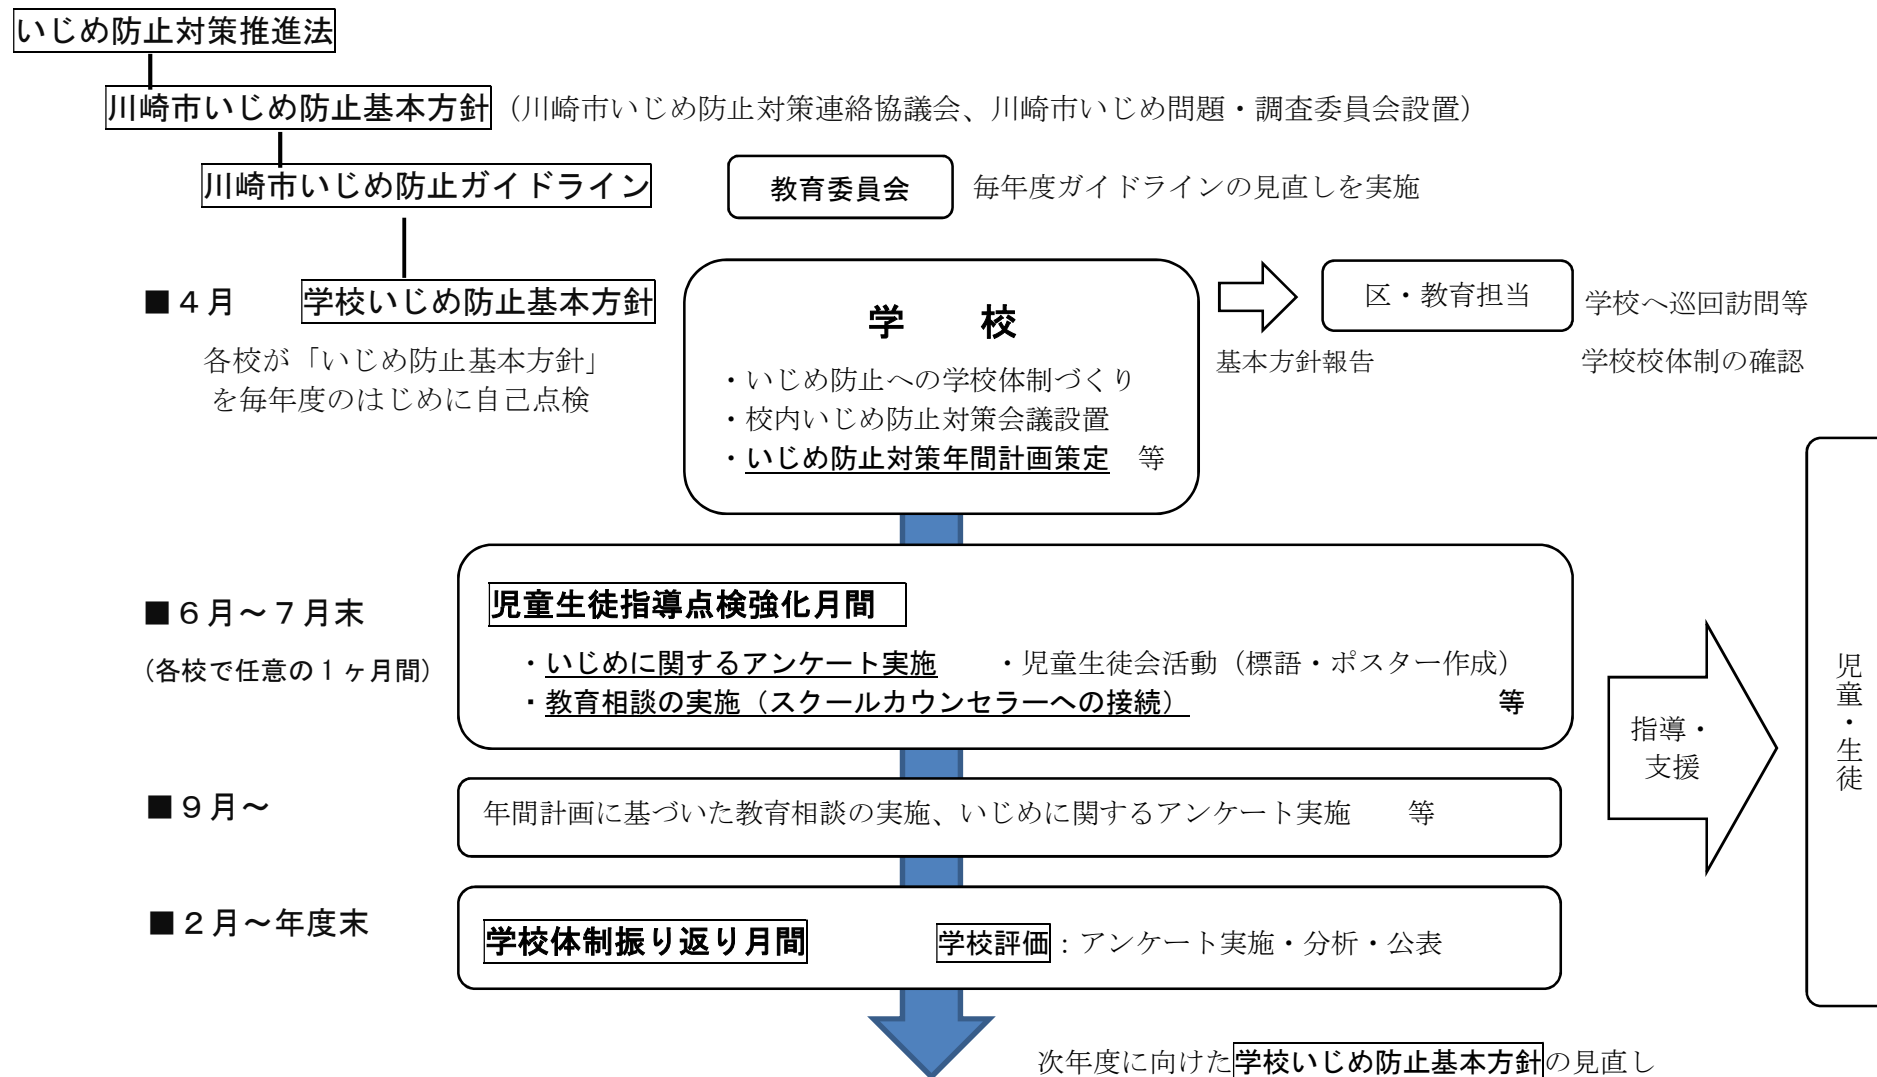 いじめ防止対策推進法
川崎市いじめ防止基本方針（川崎市いじめ防止対策連絡協議会、川崎市いじめ問題・調査委員会設置）
川崎市いじめ防止ガイドライン
教育委員会　毎年度ガイドラインの見直しを実施
■４月　学校いじめ防止基本方針
各校が「いじめ防止基本方針」
を毎年度のはじめに自己点検
学　校
・いじめ防止への学校体制づくり
・校内いじめ防止対策会議設置
・いじめ防止対策年間計画策定　等
基本方針報告
区・教育担当
学校へ巡回訪問等
学校校体制の確認
■６月～７月末
（各校で任意の１ヶ月間）
児童生徒指導点検強化月間
・いじめに関するアンケート実施　・児童生徒会活動（標語・ポスター作成）
・教育相談の実施（スクールカウンセラーへの接続）　等
■９月～
年間計画に基づいた教育相談の実施、いじめに関するアンケート実施　等
■２月～年度末
学校体制振り返り月間　学校評価：アンケート実施・分析・公表
指導・
支援
児童・生徒
次年度に向けた学校いじめ防止基本方針の見直し